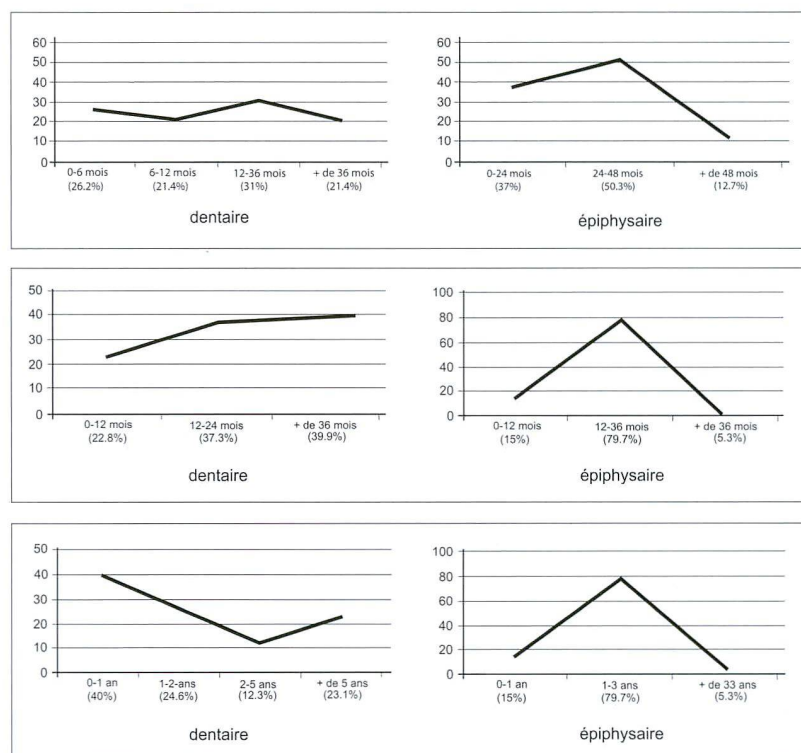 60
50
40
30
20
10
0
0-6 mois 6-12 mois 12-36 mois + de 36 mois
(26.2%) (21.4%) (31%) (21.4%)
dentaire
60
50
40
30
20
10
0
0-24 mois 24-48 mois + de 48 mois
(37%) (50.3%) (12.7%)
épiphysaire
50
40
30
20
10
0
0-12 mois 12-24 mois + de 36 mois
(22.8%) (37.3%) (39.9%)
dentaire
100
80
60
40
20
0
0-12 mois 12-36 mois + de 36 mois
(15%) (79.7%) (5.3%)
épiphysaire
50
40
30
20
10
0
0-1 an 1-2-ans 2-5 ans + de 5 ans
(40%) (24.6%) (12.3%) (23.1%)
dentaire
100
80
60
40
20
0
0-1 an 1-3 ans + de 33 ans
(15%) (79.7%) (5.3%)
épiphysaire